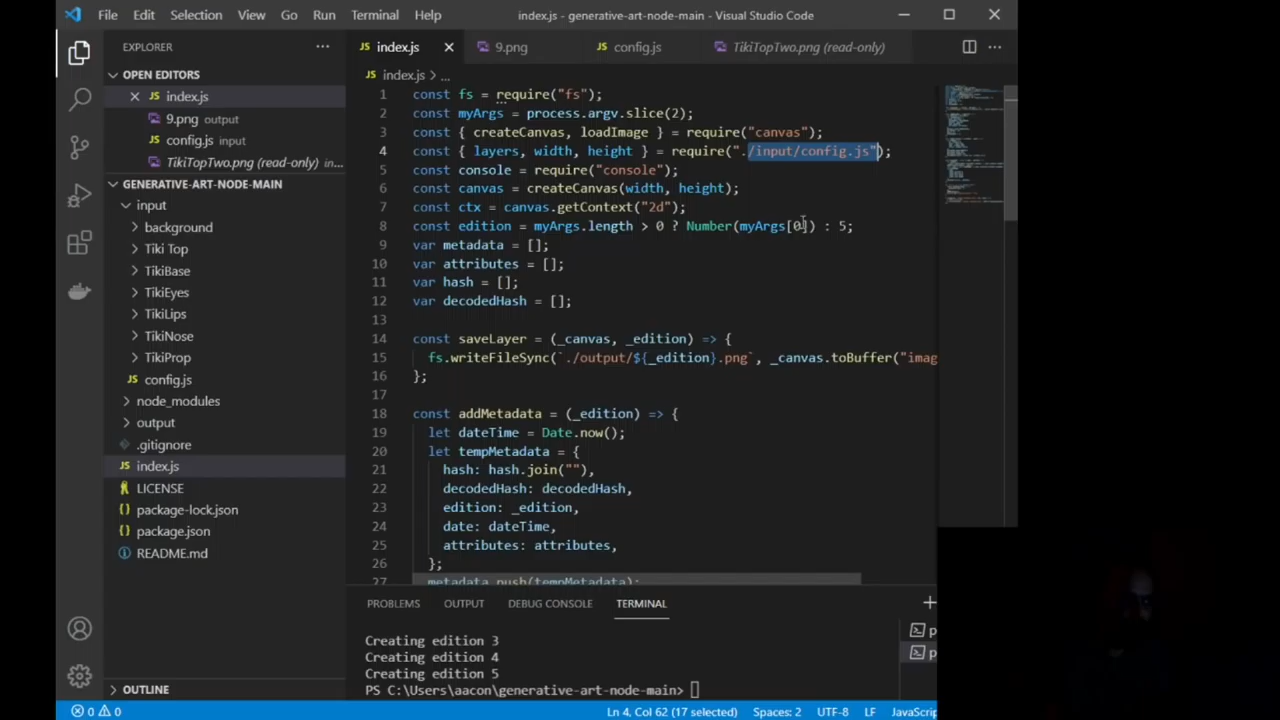 File Edit Selection View Go Run Terminal Help index.js - generative-art-node-main - Visual Studio Code
EXPLORER
OPEN EDITORS
index.js
9.png output
config.js input
TikiTopTwo.png (read-only) in...
GENERATIVE-ART-NODE-MAIN
input
background
Tiki Top
TikiBase
TikiEyes
TikiLips
TikiNose
TikiProp
config.js
node_modules
output
.gitignore
index.js
LICENSE
package-lock.json
package.json
README.md
OUTLINE
index.js 9.png config.js TikiTopTwo.png (read-only)
index.js > ...
1 const fs = require("fs");
2 const myArgs = process.argv.slice(2);
3 const { createCanvas, loadImage } = require("canvas");
4 const { layers, width, height } = require("./input/config.js");
5 const console = require("console");
6 const canvas = createCanvas(width, height);
7 const ctx = canvas.getContext("2d");
8 const edition = myArgs.length > 0 ? Number(myArgs[0]) : 5;
9 var metadata = [];
10 var attributes = [];
11 var hash = [];
12 var decodedHash = [];
13
14 const saveLayer = (_canvas, _edition) => {
15 fs.writeFileSync(`./output/${_edition}.png`, _canvas.toBuffer("imag
16 };
17
18 const addMetadata = (_edition) => {
19 let dateTime = Date.now();
20 let tempMetadata = {
21 hash: hash.join(""),
22 decodedHash: decodedHash,
23 edition: _edition,
24 date: dateTime,
25 attributes: attributes,
26 };
27 metadata.push(tempMetadata);
PROBLEMS OUTPUT DEBUG CONSOLE TERMINAL
Creating edition 3
Creating edition 4
Creating edition 5
PS C:\Users\aacon\generative-art-node-main>
p
p
0 0 Ln 4, Col 62 (17 selected) Spaces: 2 UTF-8 LF JavaScrip